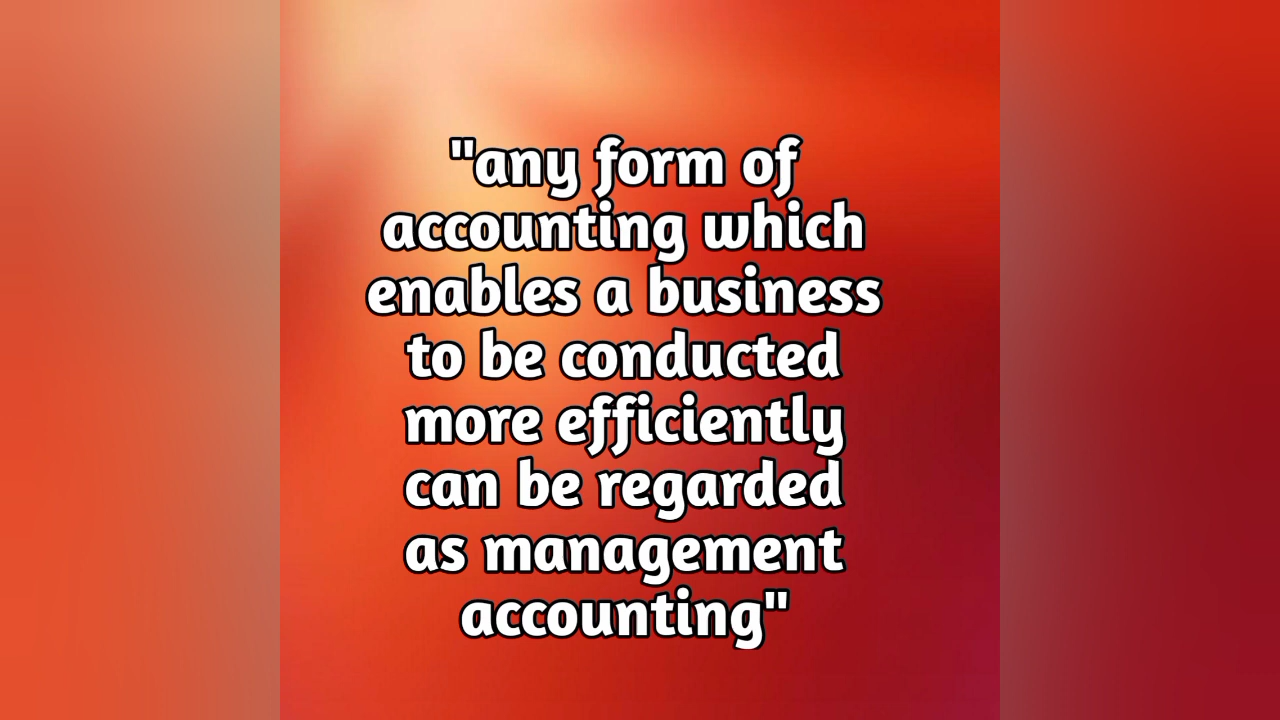 "any form of
accounting which
enables a business
to be conducted
more efficiently
can be regarded
as management
accounting"